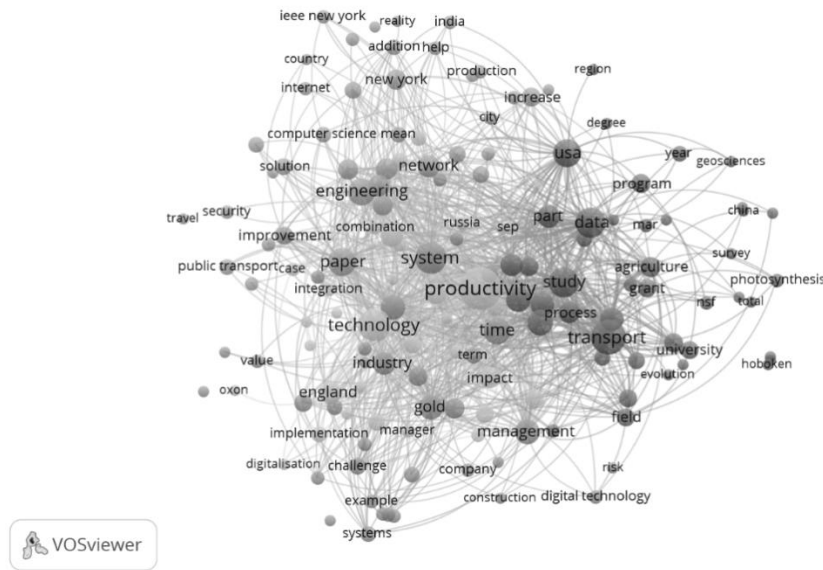 ieee new york
reality
india
addition
help
country
new york
production
region
internet
increase
city
degree
computer science
mean
usa
year
solution
network
geosciences
engineering
program
travel
security
combination
russia
sep
part
data
mar
china
improvement
system
paper
agriculture
survey
public transport
case
integration
productivity
study
grant
photosynthesis
nsf
total
technology
time
process
transport
value
industry
term
university
hoboken
oxon
england
impact
evolution
gold
field
implementation
manager
management
digitalisation
challenge
company
risk
example
construction
digital technology
systems
VOSviewer